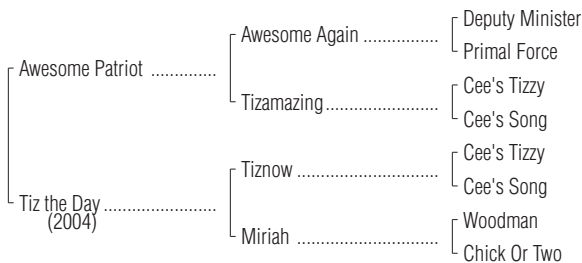 Deputy Minister
Awesome Again ................
Primal Force
Awesome Patriot ..............
Cee's Tizzy
Tizamazing........................
Cee's Song
Cee's Tizzy
Tiznow ..............................
Cee's Song
Tiz the Day ........................
(2004)
Woodman
Miriah ..............................
Chick Or Two